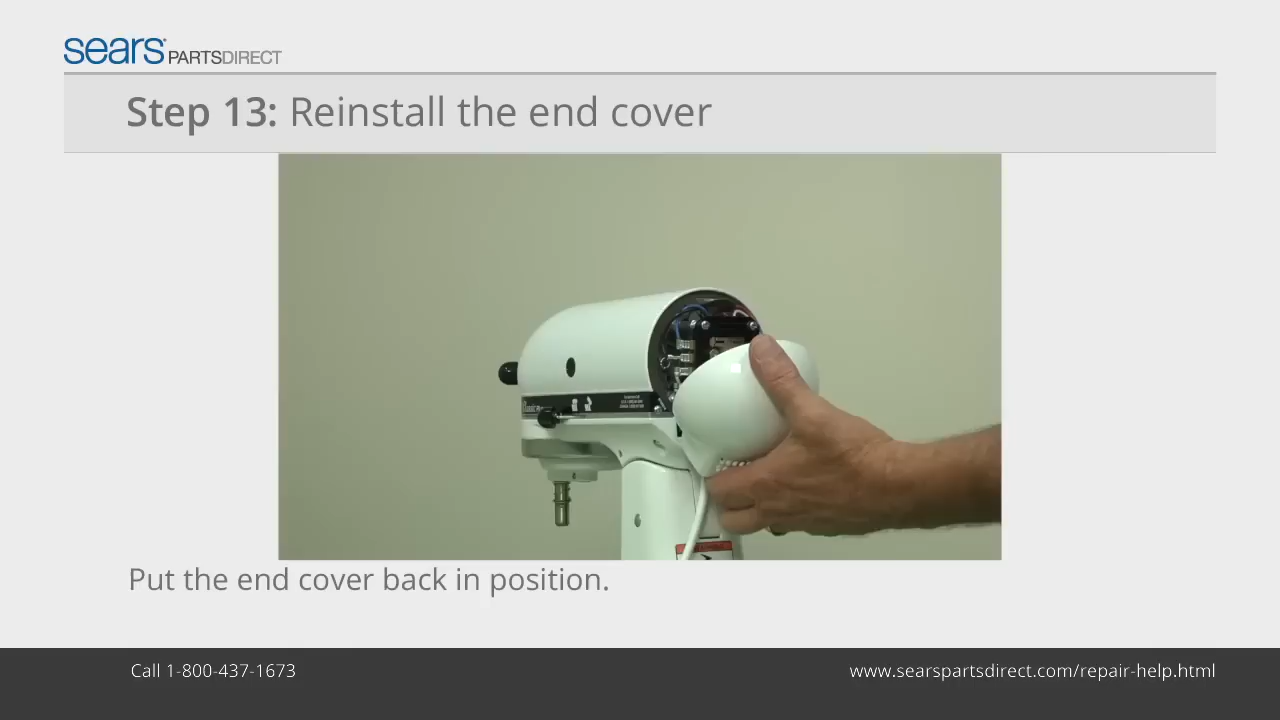 sears PARTSDIRECT
Step 13: Reinstall the end cover
Put the end cover back in position.
Call 1-800-437-1673
www.searspartsdirect.com/repair-help.html